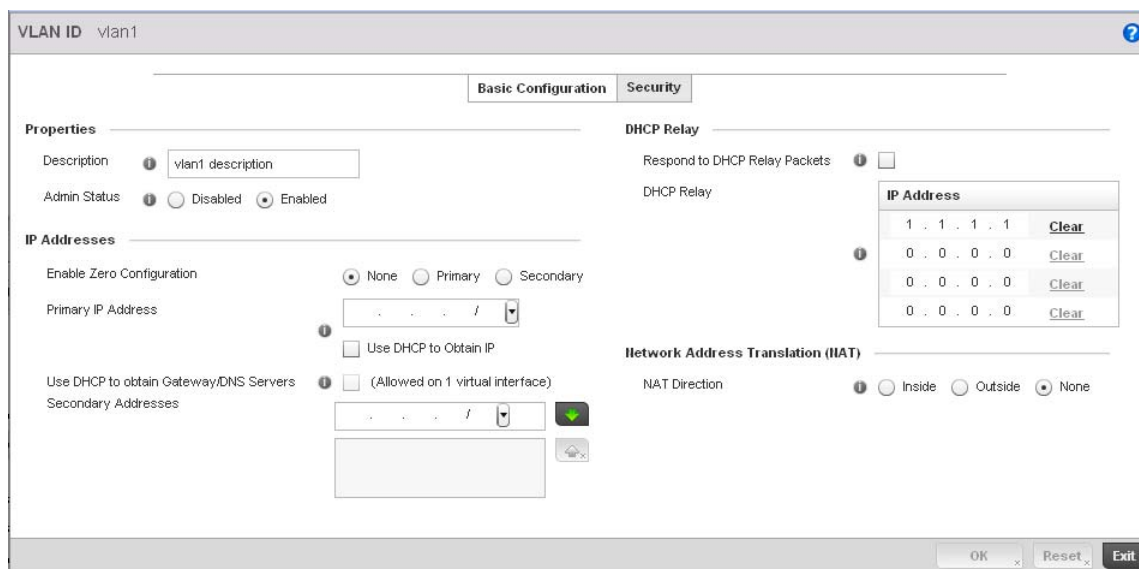 VLAN ID vlan1
Basic Configuration Security
Properties
Description vlan1 description
Admin Status Disabled Enabled
IP Addresses
Enable Zero Configuration None Primary Secondary
Primary IP Address . . . /
Use DHCP to Obtain IP
Use DHCP to obtain Gateway/DNS Servers (Allowed on 1 virtual interface)
Secondary Addresses
. . . /
DHCP Relay
Respond to DHCP Relay Packets
DHCP Relay
IP Address
1 . 1 . 1 . 1 Clear
0 . 0 . 0 . 0 Clear
0 . 0 . 0 . 0 Clear
0 . 0 . 0 . 0 Clear
Network Address Translation (NAT)
NAT Direction Inside Outside None
OK Reset Exit